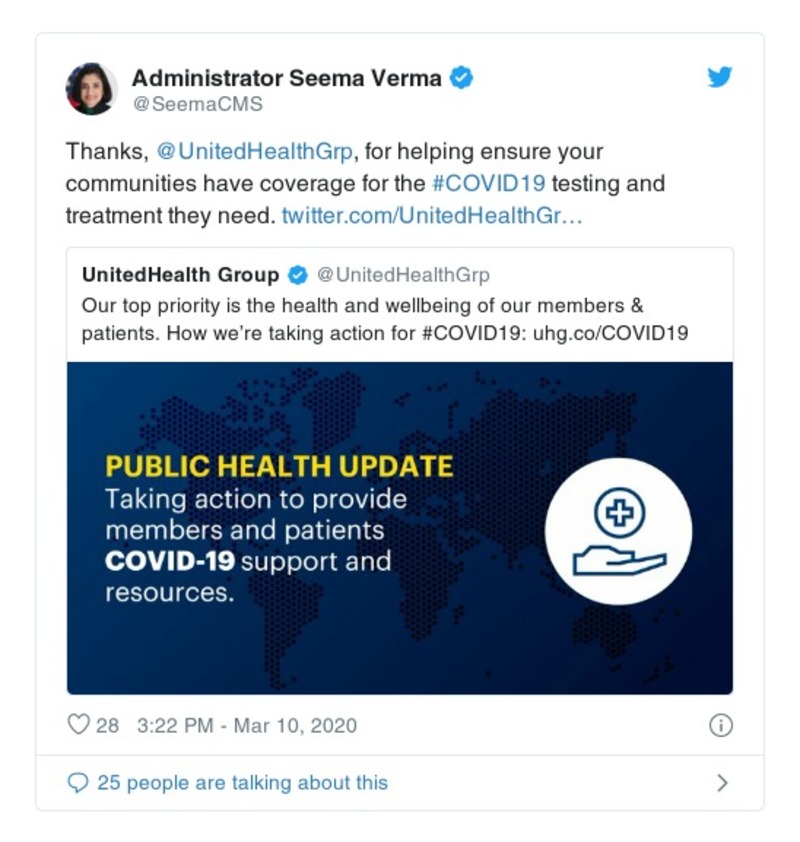 Administrator Seema Verma
@SeemaCMS
Thanks, @UnitedHealthGrp, for helping ensure your
communities have coverage for the #COVID19 testing and
treatment they need. twitter.com/UnitedHealthGr…
UnitedHealth Group @UnitedHealthGrp
Our top priority is the health and wellbeing of our members &
patients. How we’re taking action for #COVID19: uhg.co/COVID19
PUBLIC HEALTH UPDATE
Taking action to provide
members and patients
COVID-19 support and
resources.
28 3:22 PM - Mar 10, 2020
25 people are talking about this